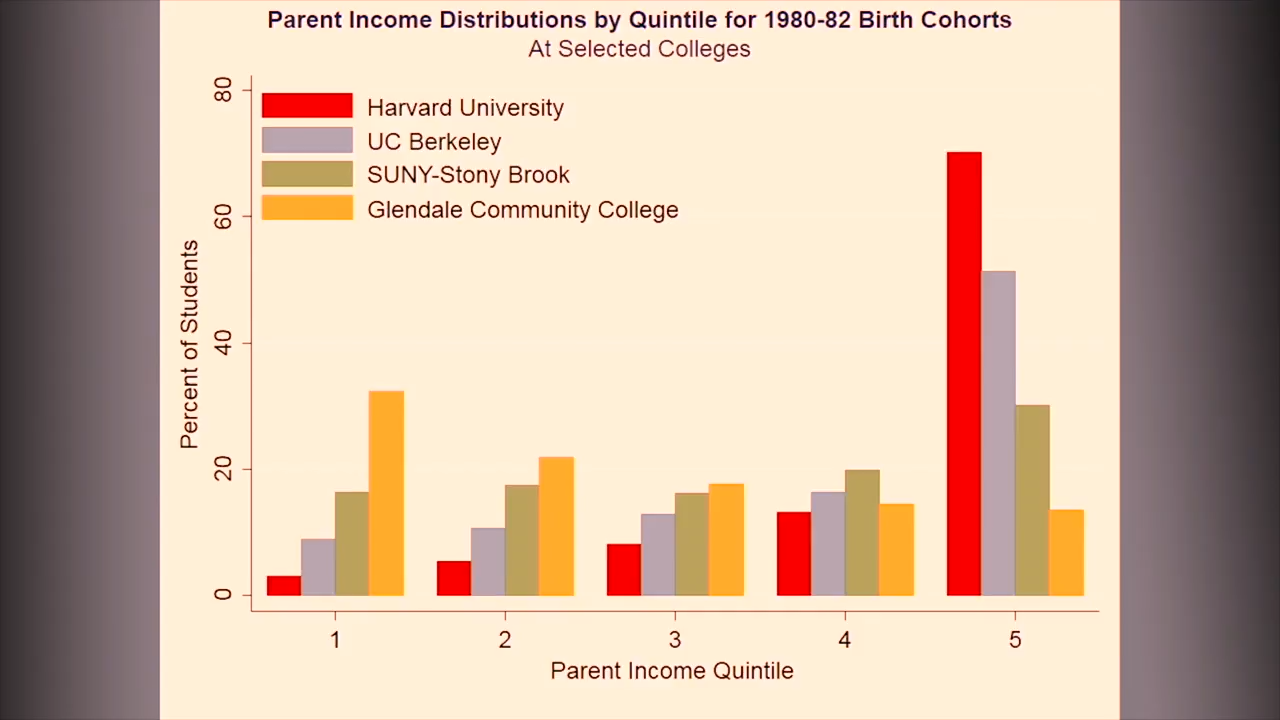 Parent Income Distributions by Quintile for 1980-82 Birth Cohorts
At Selected Colleges
Harvard University
UC Berkeley
SUNY-Stony Brook
Glendale Community College
Percent of Students
80
60
40
20
0
1 2 3 4 5
Parent Income Quintile